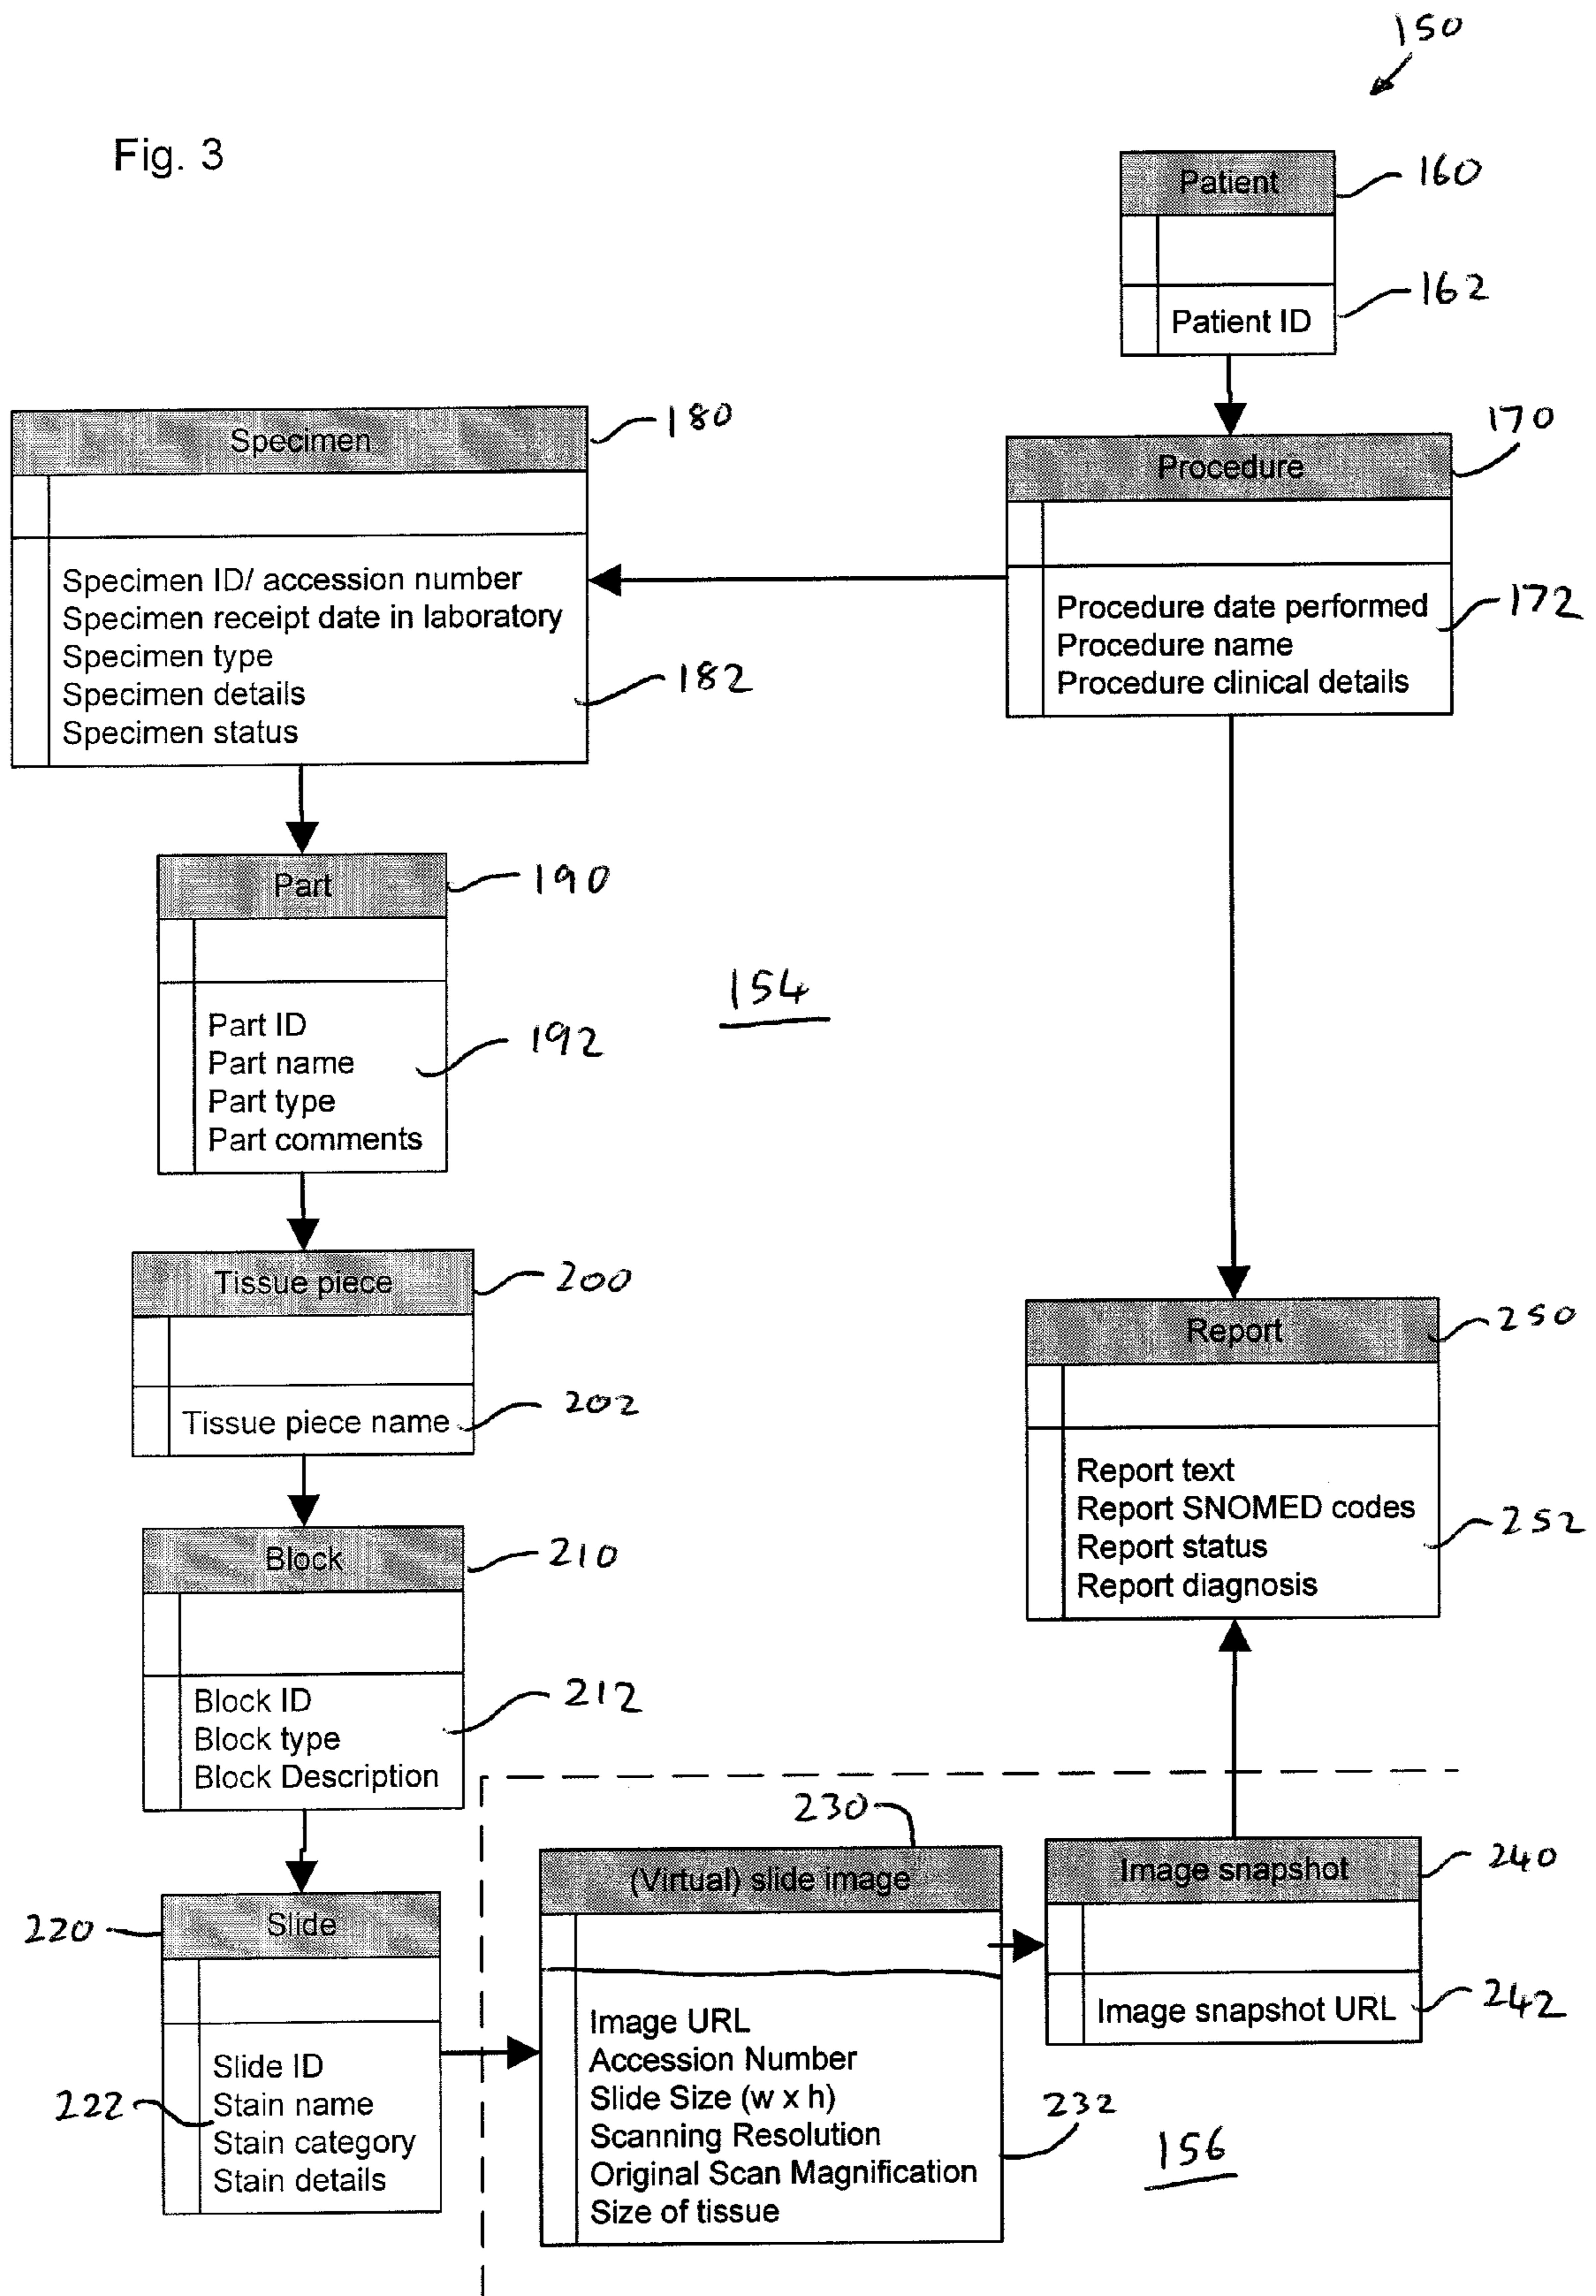 150
Fig. 3
Patient
160
Patient ID
162
Specimen
180
Specimen ID/ accession number
Specimen receipt date in laboratory
Specimen type
Specimen details
Specimen status
182
Procedure
170
Procedure date performed
Procedure name
Procedure clinical details
172
Part
190
Part ID
Part name
Part type
Part comments
192
154
Tissue piece
200
Tissue piece name
202
Report
250
Report text
Report SNOMED codes
Report status
Report diagnosis
252
Block
210
Block ID
Block type
Block Description
212
Slide
220
Slide ID
Stain name
Stain category
Stain details
222
230
(Virtual) slide image
Image URL
Accession Number
Slide Size (w x h)
Scanning Resolution
Original Scan Magnification
Size of tissue
232
Image snapshot
240
Image snapshot URL
242
156